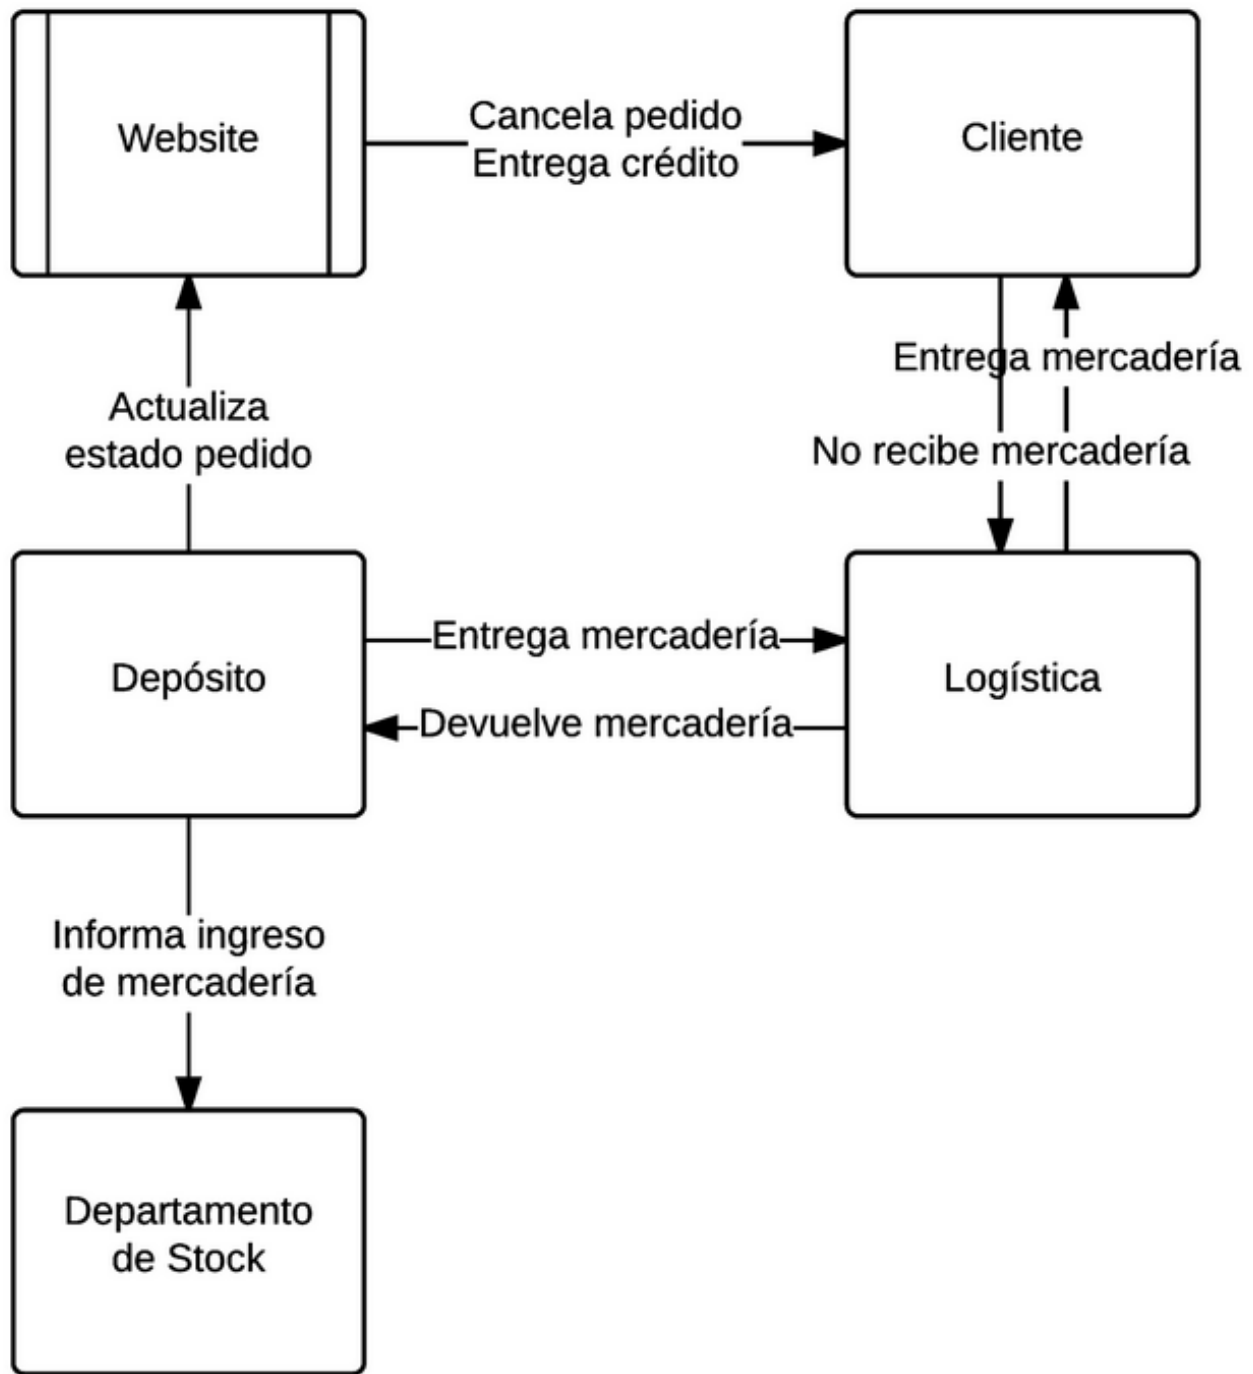 Website
Cancela pedido
Entrega crédito
Cliente
Actualiza
estado pedido
Entrega mercadería
No recibe mercadería
Depósito
Entrega mercadería
Devuelve mercadería
Logística
Informa ingreso
de mercadería
Departamento
de Stock